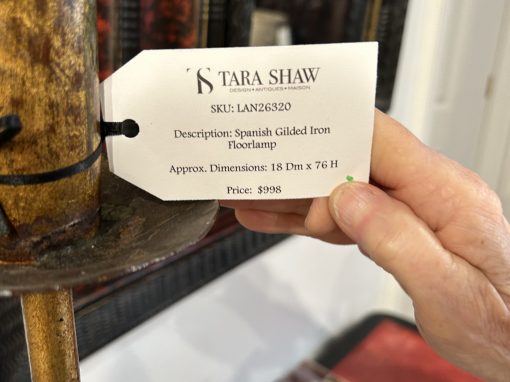 TS TARA SHAW
DESIGN • ANTIQUES • MAISON
SKU: LAN26320
Description: Spanish Gilded Iron
Floorlamp
Approx. Dimensions: 18 Dm x 76 H
Price: $998